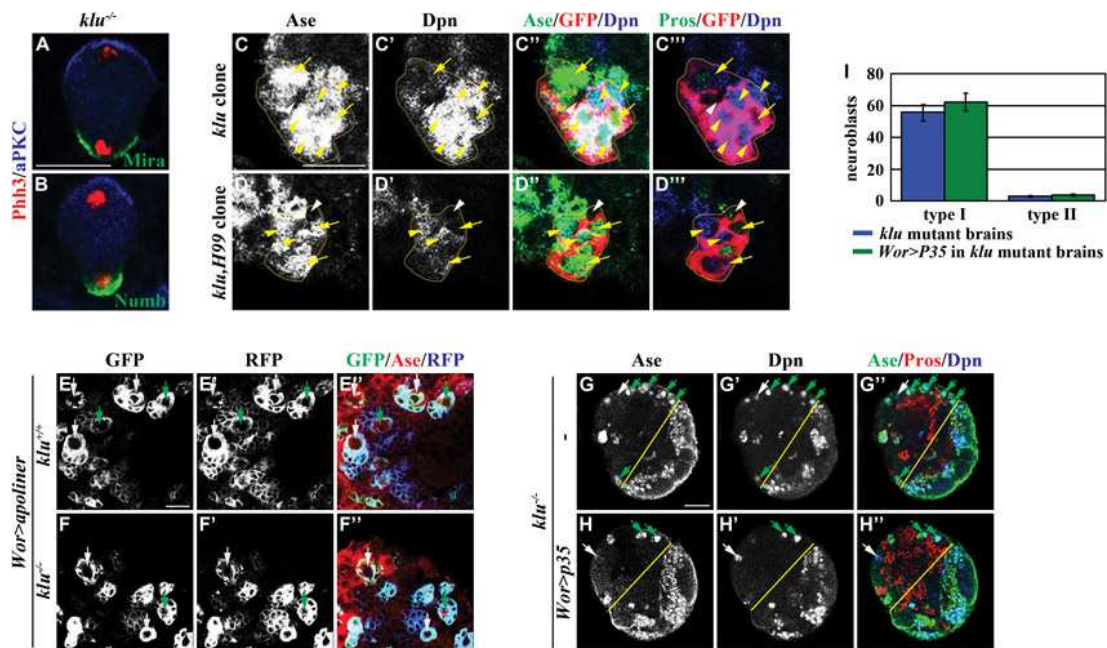 klu-/-
Ase
Dpn
Ase/GFP/Dpn
Pros/GFP/Dpn
A
Mira
B
Numb
Phh3/aPKC
klu clone
C
C'
C''
C'''
klu,H99 clone
D
D'
D''
D'''
I
neuroblasts
80
60
40
20
0
type I
type II
klu mutant brains
Wor>P35 in klu mutant brains
GFP
RFP
GFP/Ase/RFP
Wor>apoliner
klu+/+
E
E'
E''
klu-/-
F
F'
F''
Ase
Dpn
Ase/Pros/Dpn
klu-/-
-
G
G'
G''
Wor>p35
H
H'
H''